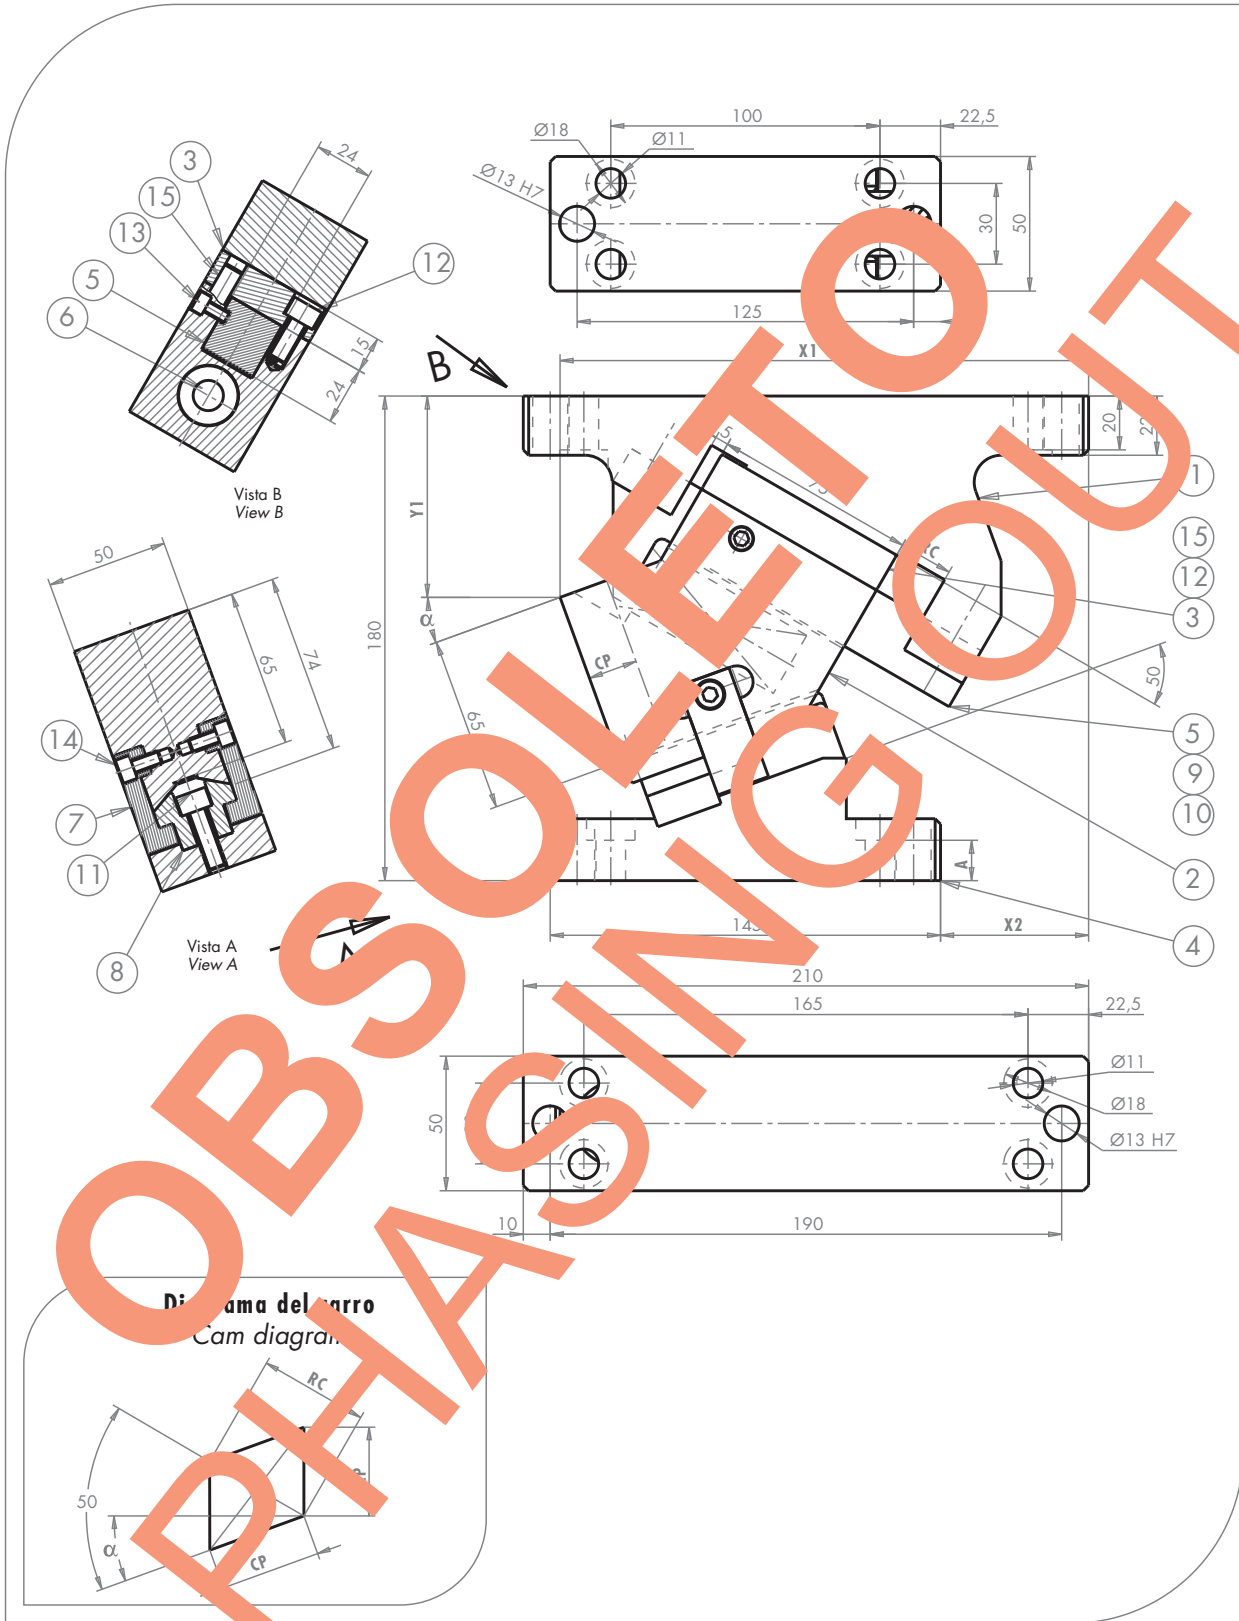 100
22,5
Ø18
Ø11
Ø13 H7
30
50
125
24
3
15
13
5
6
12
15
24
Vista B
View B
B
X1
20
Y1
180
α
CP
65
RC
50
1
15
12
3
5
9
10
2
4
A
X2
50
65
74
14
7
11
8
Vista A
View A
210
165
22,5
Ø11
Ø18
Ø13 H7
50
10
190
Cam diagram
RC
50
α
CP
OBSOLETO
PHASING OUT